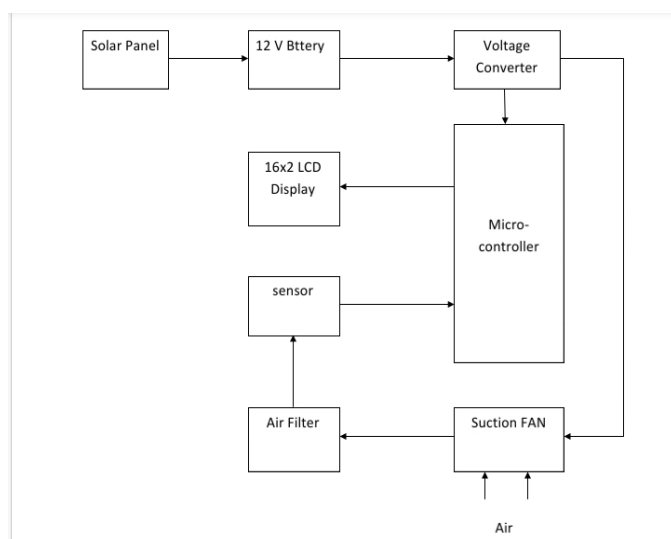 Solar Panel
12 V Bttery
Voltage
Converter
16x2 LCD
Display
Micro-
controller
sensor
Air Filter
Suction FAN
Air